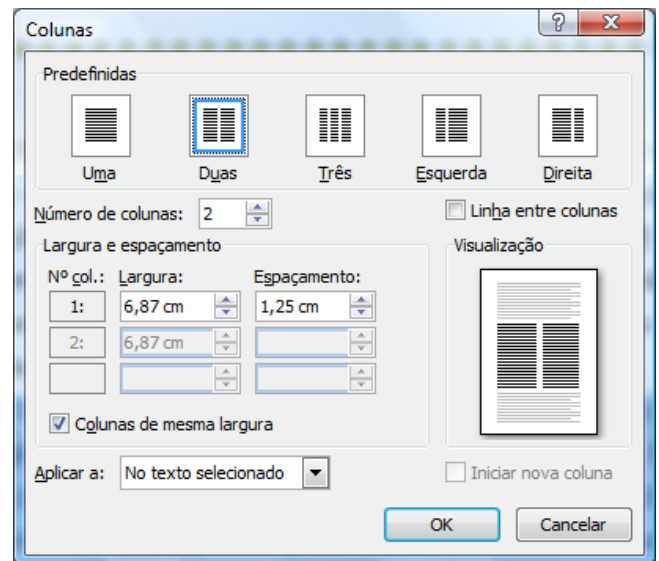 Colunas
Predefinidas
Uma Duas Três Esquerda Direita
Número de colunas: 2
Linha entre colunas
Largura e espaçamento
Visualização
Nº col.: Largura: Espaçamento:
1: 6,87 cm 1,25 cm
2: 6,87 cm
Colunas de mesma largura
Aplicar a: No texto selecionado
Iniciar nova coluna
OK Cancelar